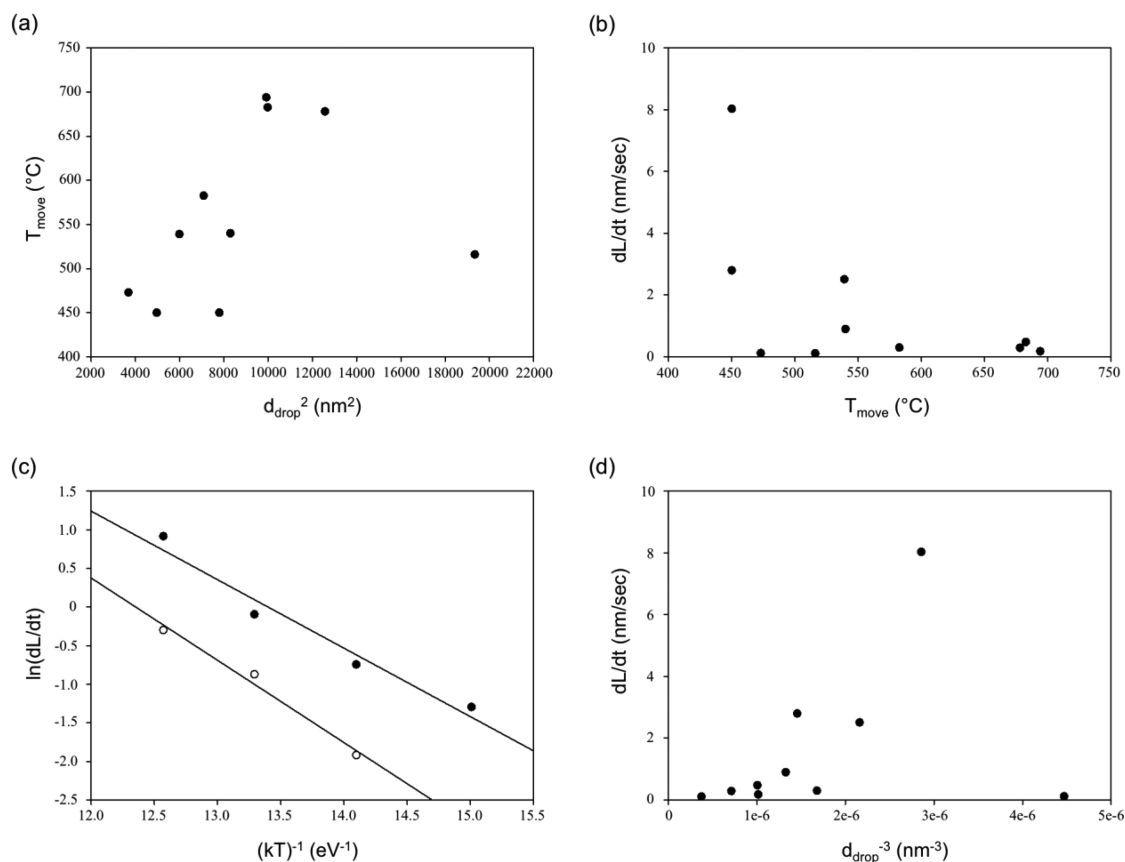 (a)
750
700
650
600
550
500
450
400
T_move (°C)
2000 4000 6000 8000 10000 12000 14000 16000 18000 20000 22000
d_drop² (nm²)
(b)
10
8
6
4
2
0
dL/dt (nm/sec)
400 450 500 550 600 650 700 750
T_move (°C)
(c)
1.5
1.0
0.5
0
-0.5
-1.0
-1.5
-2.0
-2.5
ln(dL/dt)
12.0 12.5 13.0 13.5 14.0 14.5 15.0 15.5
(kT)⁻¹ (eV⁻¹)
(d)
10
8
6
4
2
0
dL/dt (nm/sec)
0 1e-6 2e-6 3e-6 4e-6 5e-6
d_drop⁻³ (nm⁻³)